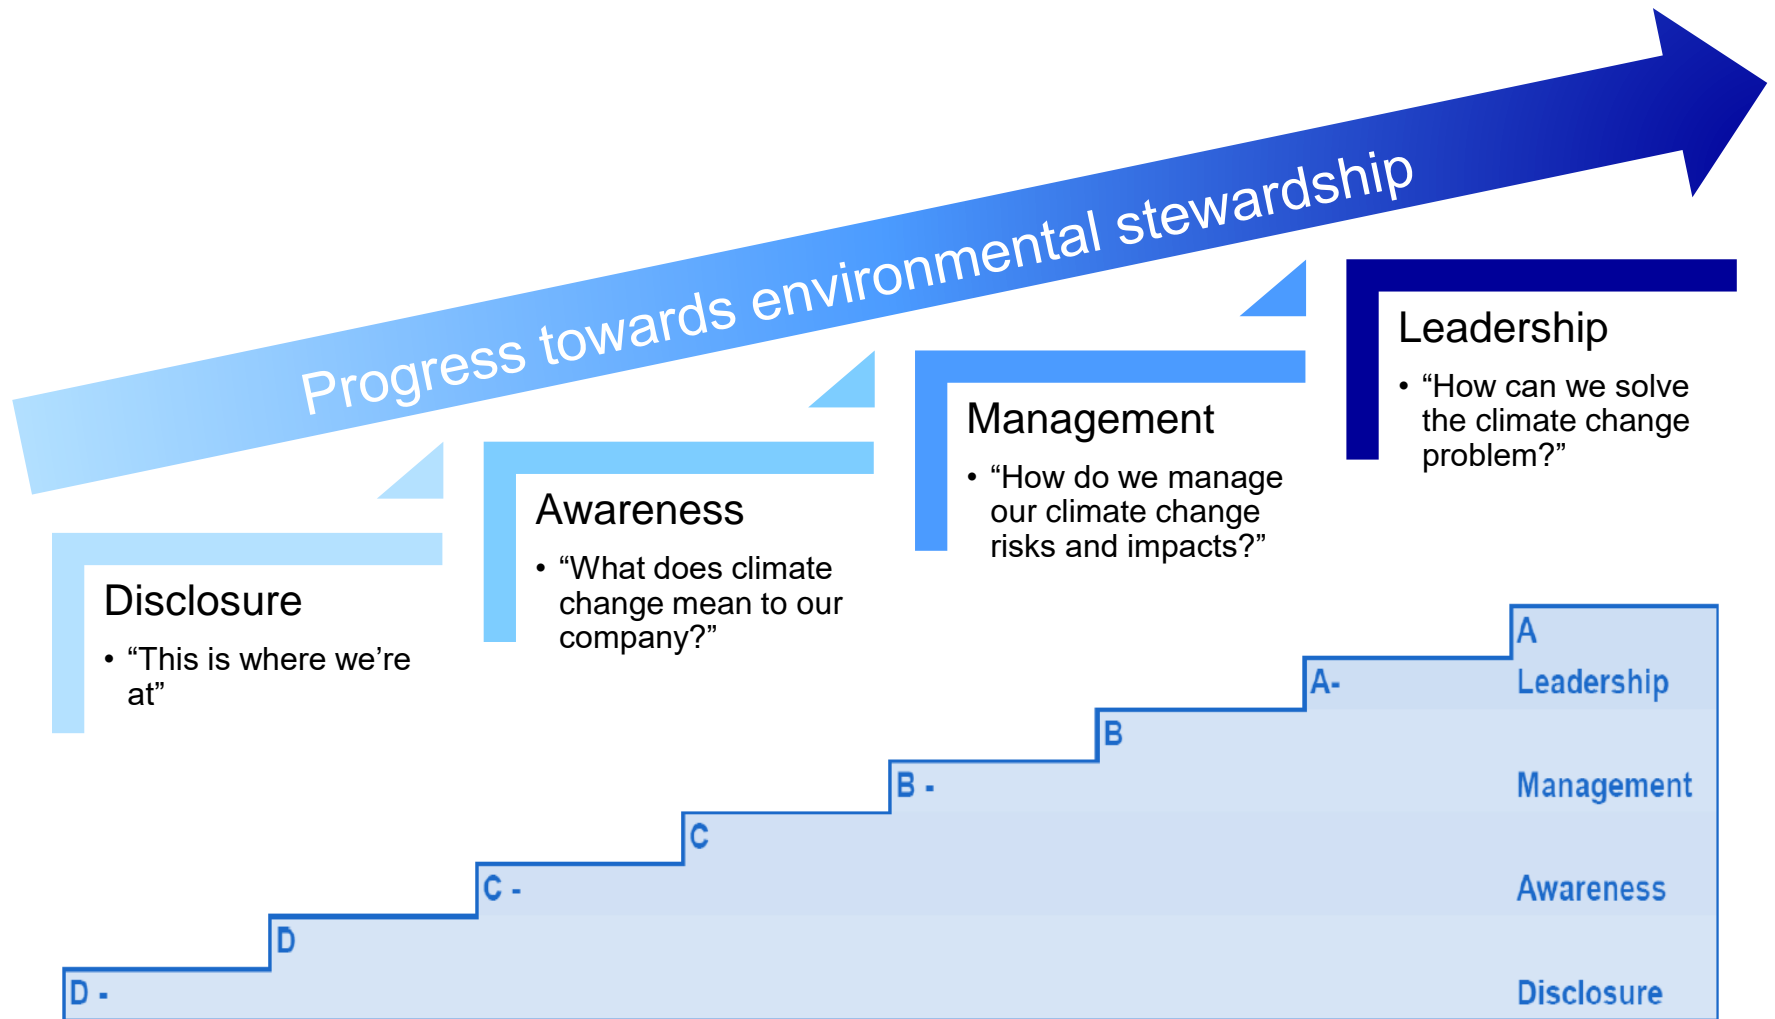 Progress towards environmental stewardship
Disclosure
• “This is where we’re
at”
Awareness
• “What does climate
change mean to our
company?”
Management
• “How do we manage
our climate change
risks and impacts?”
Leadership
• “How can we solve
the climate change
problem?”
A
A-
Leadership
B
B -
Management
C
C -
Awareness
D
D -
Disclosure